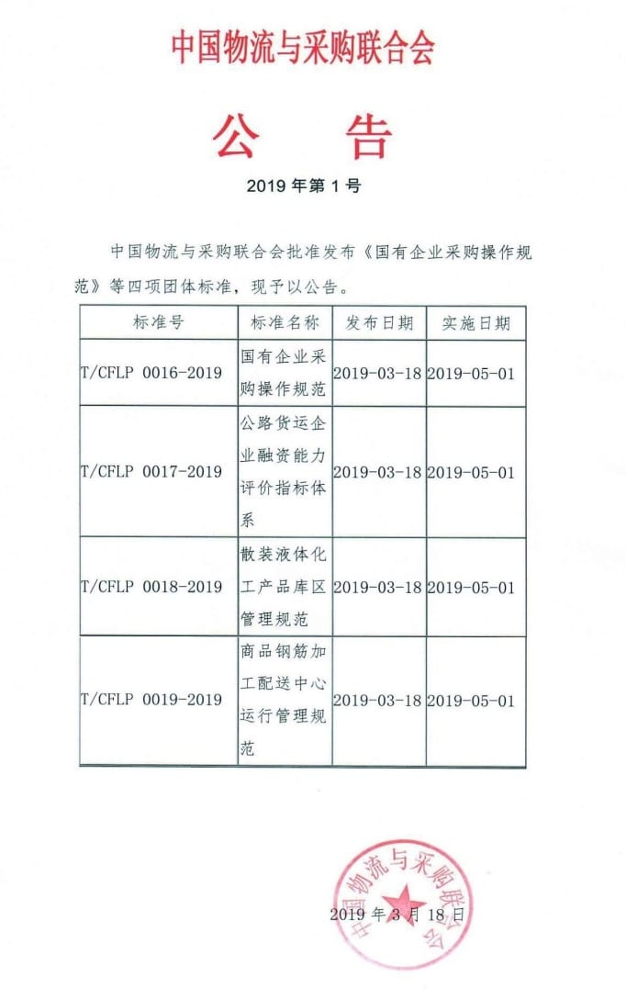 中国物流与采购联合会
公 告
2019 年第 1 号
中国物流与采购联合会批准发布《国有企业采购操作规
范》等四项团体标准，现予以公告。
标准号 标准名称 发布日期 实施日期
T/CFLP 0016-2019 国有企业采 2019-03-18 2019-05-01
购操作规范
T/CFLP 0017-2019 公路货运企 2019-03-18 2019-05-01
业融资能力
评价指标体
系
T/CFLP 0018-2019 散装液体化 2019-03-18 2019-05-01
工产品库区
管理规范
T/CFLP 0019-2019 商品钢筋加 2019-03-18 2019-05-01
工配送中心
运行管理规
范
中国物流与采购联合会
2019 年 3 月 18 日